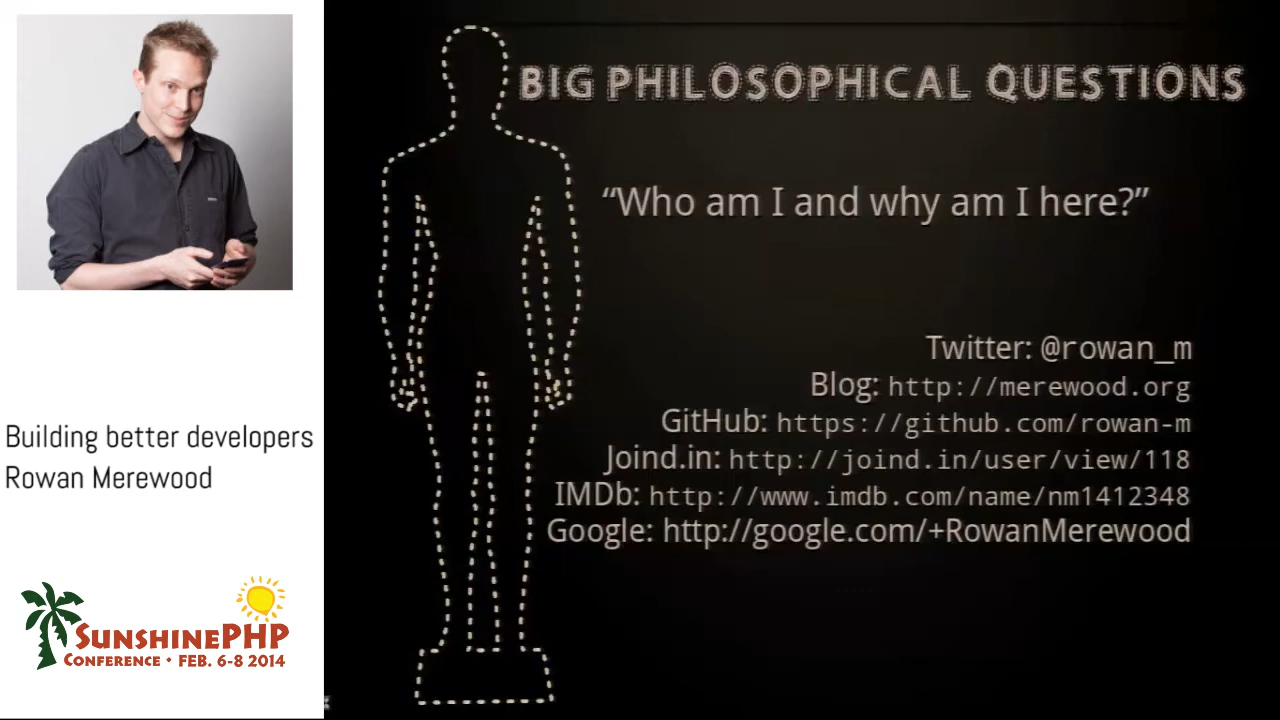 BIG PHILOSOPHICAL QUESTIONS
“Who am I and why am I here?”
Twitter: @rowan_m
Blog: http://merewood.org
GitHub: https://github.com/rowan-m
Joind.in: http://joind.in/user/view/118
IMDb: http://www.imdb.com/name/nm1412348
Google: http://google.com/+RowanMerewood
Building better developers
Rowan Merewood
SUNSHINEPHP
CONFERENCE • FEB. 6-8 2014